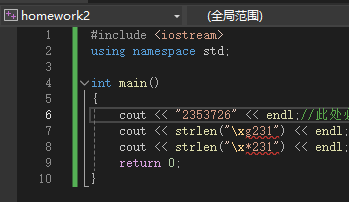 homework2 (全局范围)
1 #include <iostream>
2 using namespace std;
3
4 int main()
5 {
6 cout << "2353726" << endl;//此处
7 cout << strlen("\xg231") << endl;
8 cout << strlen("\x*231") << endl;
9 return 0;
10 }